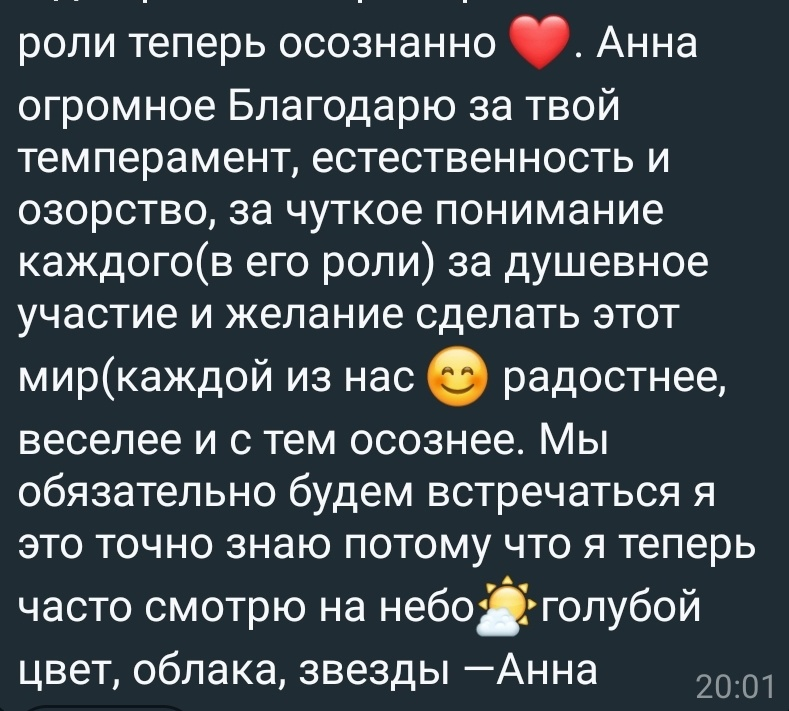 роли теперь осознанно ❤️. Анна
огромное Благодарю за твой
темперамент, естественность и
озорство, за чуткое понимание
каждого(в его роли) за душевное
участие и желание сделать этот
мир(каждой из нас 😊 радостнее,
веселее и с тем осознее. Мы
обязательно будем встречаться я
это точно знаю потому что я теперь
часто смотрю на небо🌤️голубой
цвет, облака, звезды —Анна
20:01